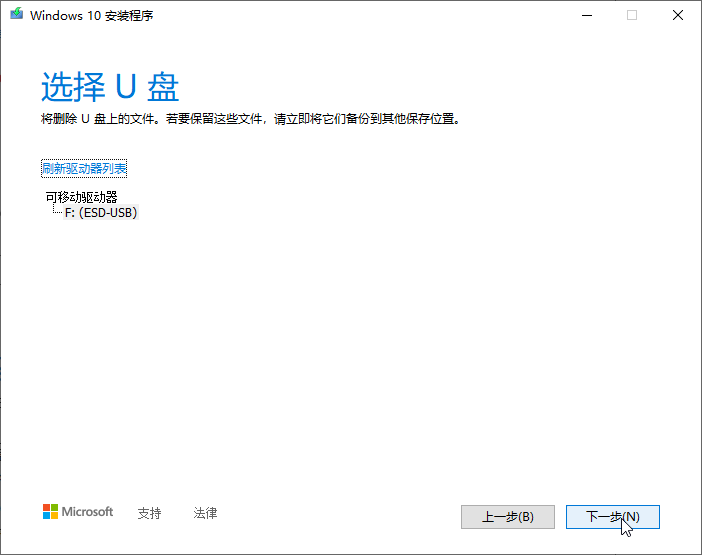 Windows 10 安装程序
选择 U 盘
将删除 U 盘上的文件。若要保留这些文件，请立即将它们备份到其他保存位置。
刷新驱动器列表
可移动驱动器
F: (ESD-USB)
Microsoft 支持 法律 上一步(B) 下一步(N)